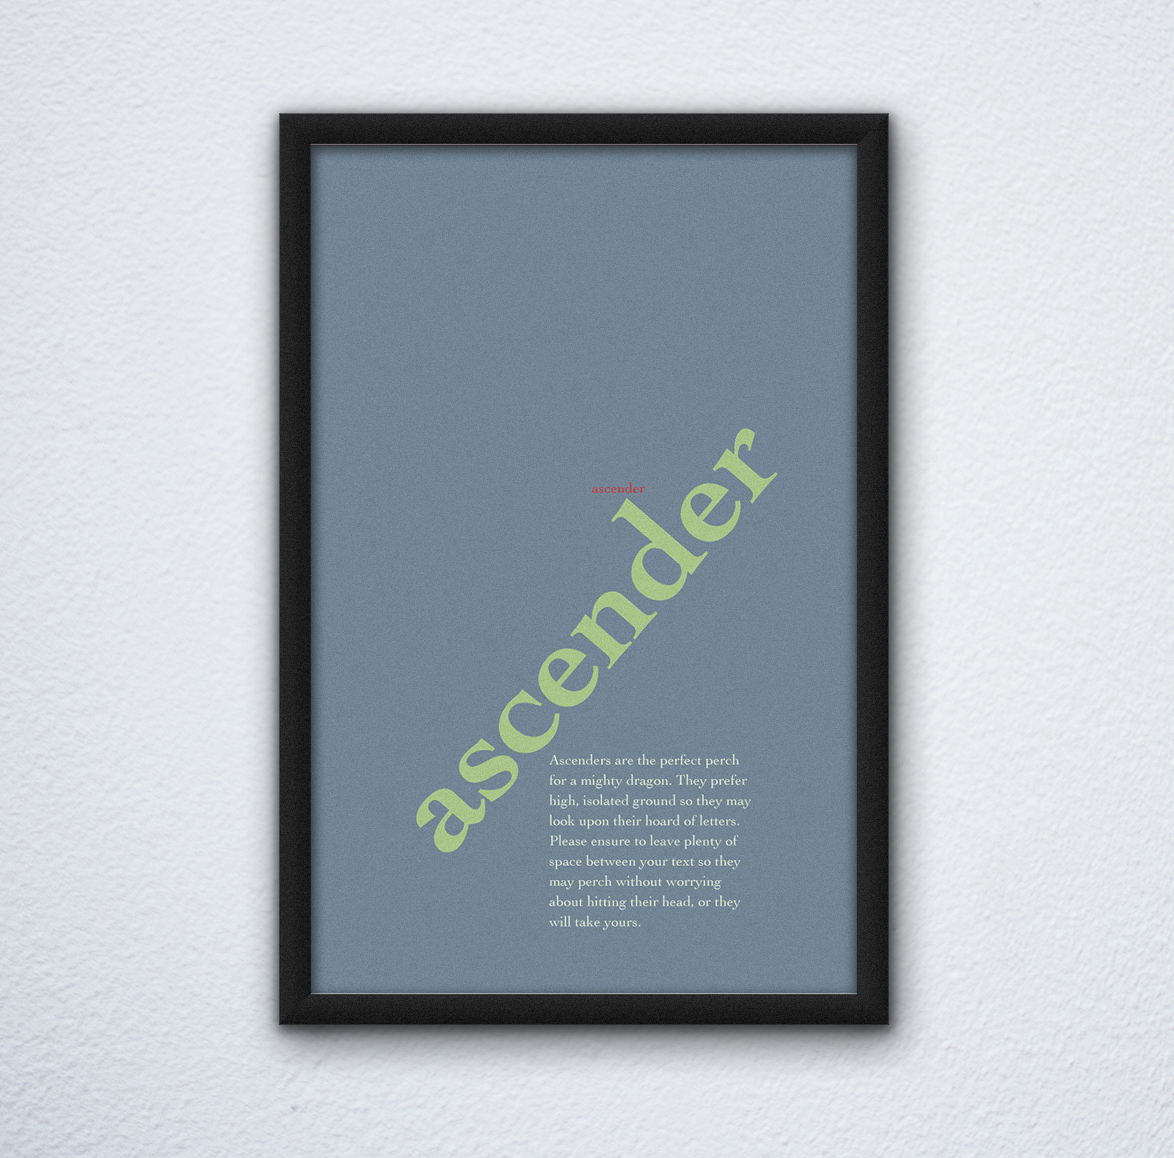 ascender
ascender
Ascenders are the perfect perch
for a mighty dragon. They prefer
high, isolated ground so they may
look upon their hoard of letters.
Please ensure to leave plenty of
space between your text so they
may perch without worrying
about hitting their head, or they
will take yours.